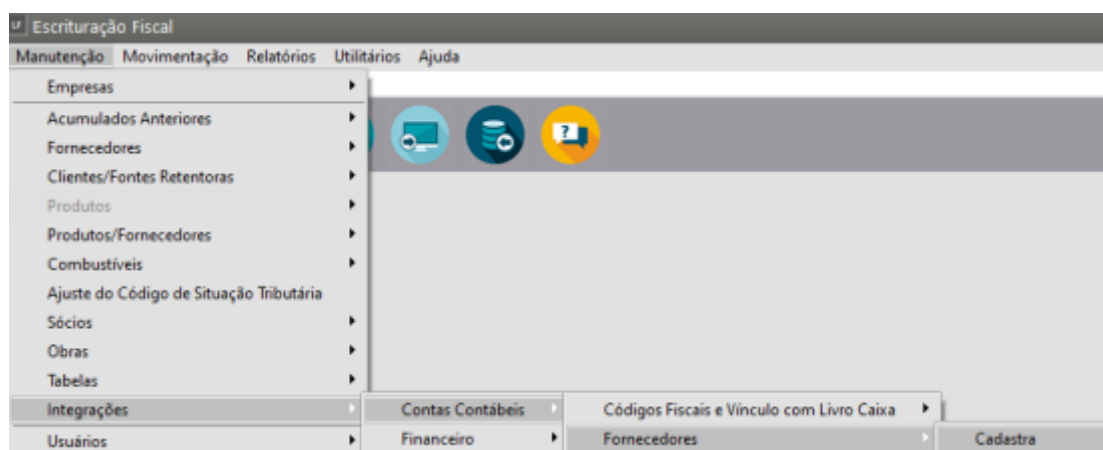 LF Escrituração Fiscal
Manutenção Movimentação Relatórios Utilitários Ajuda
Empresas
Acumulados Anteriores
Fornecedores
Clientes/Fontes Retentoras
Produtos
Produtos/Fornecedores
Combustíveis
Ajuste do Código de Situação Tributária
Sócios
Obras
Tabelas
Integrações Contas Contábeis Códigos Fiscais e Vínculo com Livro Caixa
Usuários Financeiro Fornecedores Cadastra
?